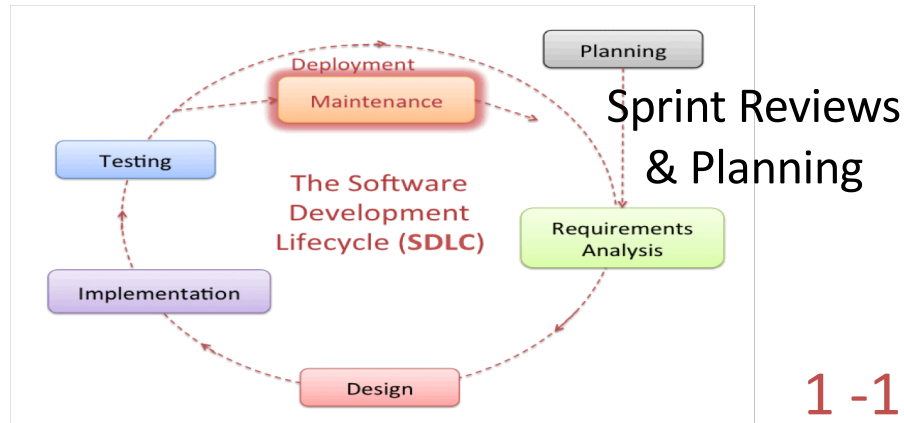 Planning
Deployment
Maintenance
Sprint Reviews
& Planning
Testing
The Software
Development
Lifecycle (SDLC)
Requirements
Analysis
Implementation
Design
1 -1